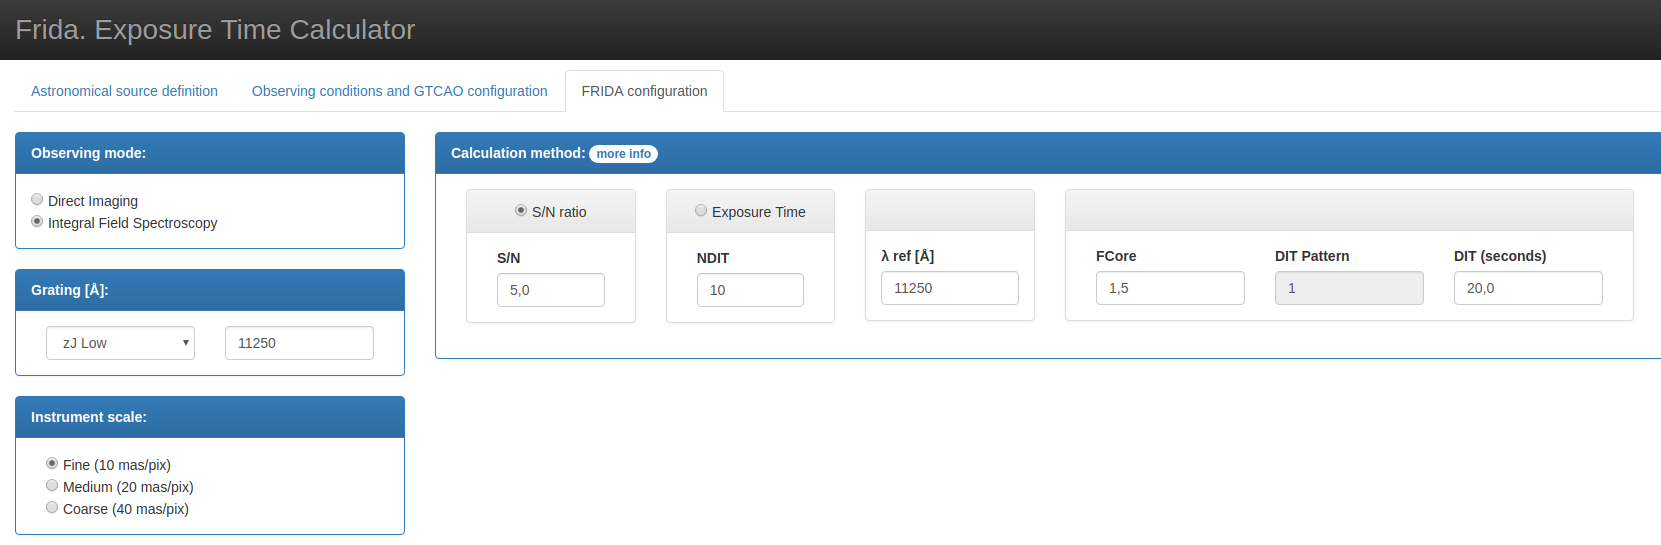 Frida. Exposure Time Calculator
Astronomical source definition
Observing conditions and GTCAO configuration
FRIDA configuration
Observing mode:
Direct Imaging
Integral Field Spectroscopy
Grating [Å]:
zJ Low
11250
Instrument scale:
Fine (10 mas/pix)
Medium (20 mas/pix)
Coarse (40 mas/pix)
Calculation method: more info
S/N ratio
S/N
5,0
Exposure Time
NDIT
10
λ ref [Å]
11250
FCore
1,5
DIT Pattern
1
DIT (seconds)
20,0